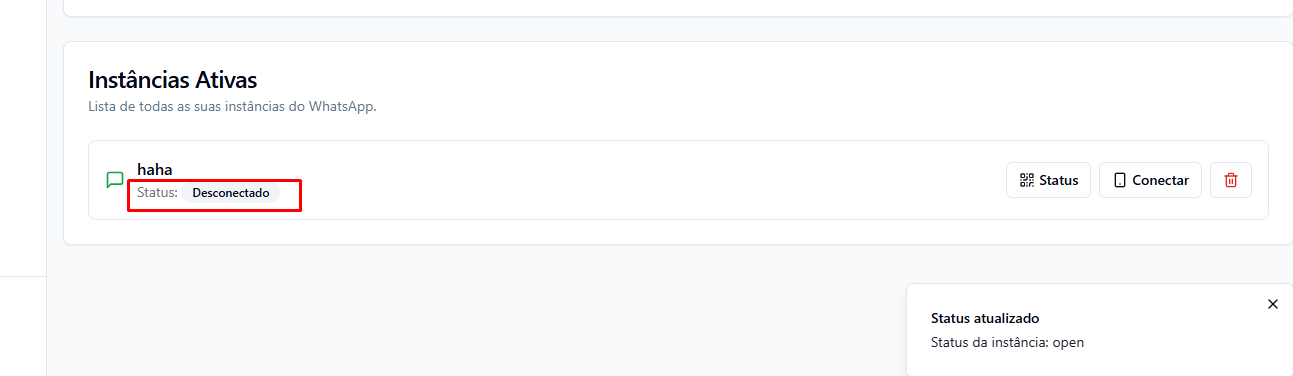 Instâncias Ativas
Lista de todas as suas instâncias do WhatsApp.
haha
Status: Desconectado
Status
Conectar
Status atualizado
Status da instância: open